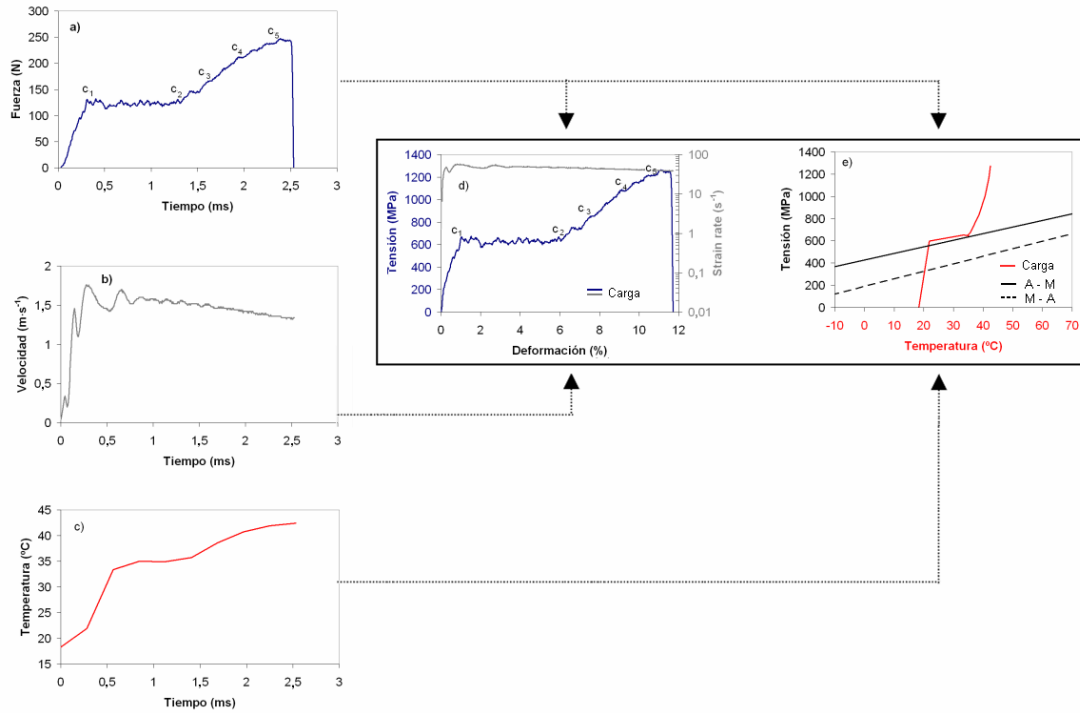 a)
Fuerza (N)
300
250
200
150
100
50
0
c1
c2
c3
c4
c5
0
0,5
1
1,5
2
2,5
3
Tiempo (ms)
b)
Velocidad (m·s-1)
2
1,5
1
0,5
0
0
0,5
1
1,5
2
2,5
3
Tiempo (ms)
c)
Temperatura (ºC)
45
40
35
30
25
20
15
0
0,5
1
1,5
2
2,5
3
Tiempo (ms)
d)
Tensión (MPa)
1400
1200
1000
800
600
400
200
0
c1
c2
c3
c4
c5
Carga
100
10
1
0,1
0,01
Strain rate (s-1)
0
2
4
6
8
10
12
Deformación (%)
e)
Tensión (MPa)
1400
1200
1000
800
600
400
200
0
Carga
A - M
M - A
-10
0
10
20
30
40
50
60
70
Temperatura (ºC)